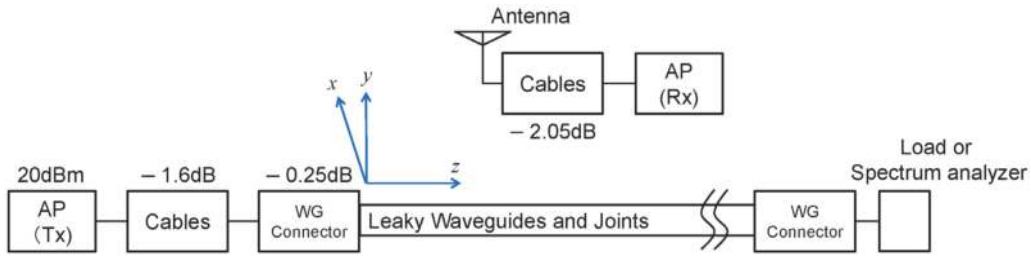 Antenna
Cables
AP
(Rx)
− 2.05dB
x
y
z
20dBm
AP
(Tx)
− 1.6dB
Cables
− 0.25dB
WG
Connector
Leaky Waveguides and Joints
WG
Connector
Load or
Spectrum analyzer